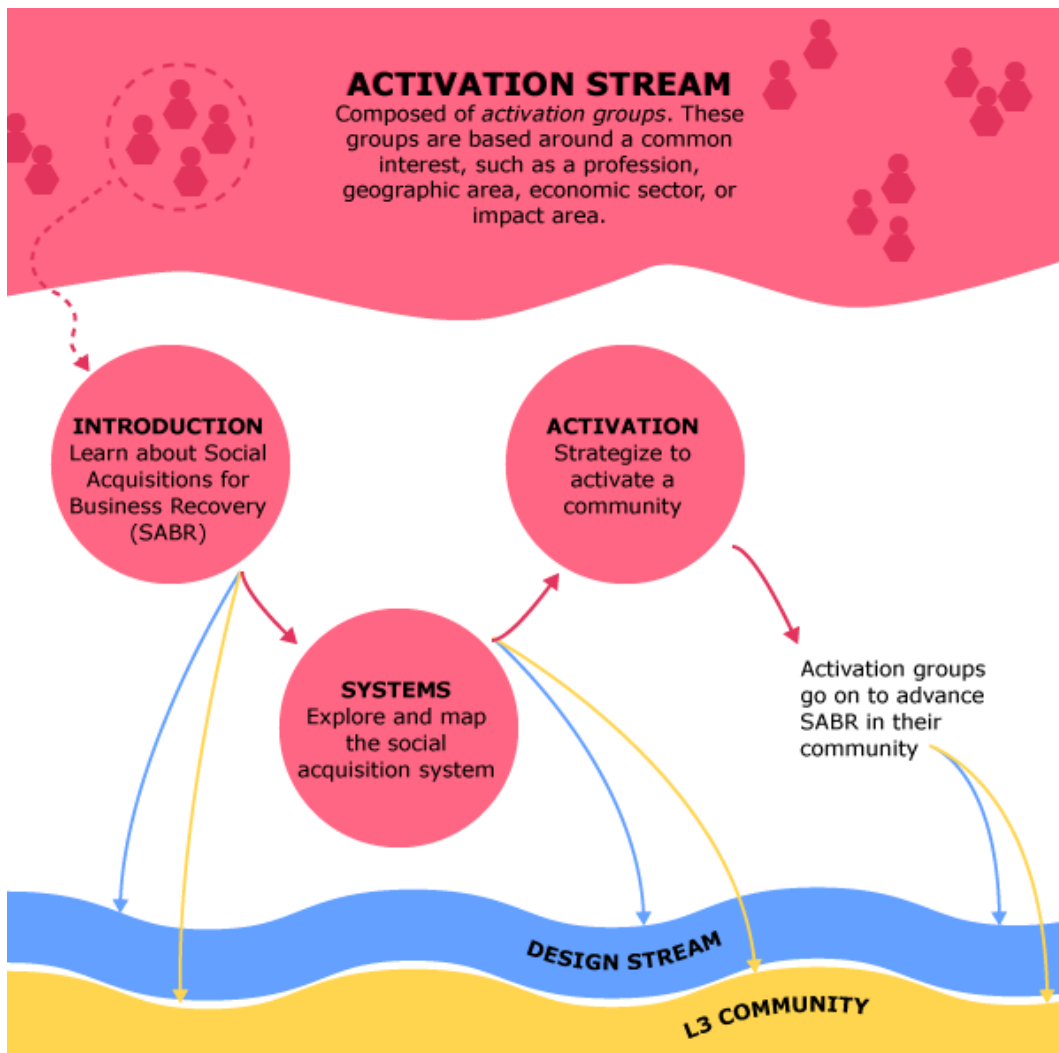 ACTIVATION STREAM
Composed of activation groups. These
groups are based around a common
interest, such as a profession,
geographic area, economic sector, or
impact area.
INTRODUCTION
Learn about Social
Acquisitions for
Business Recovery
(SABR)
ACTIVATION
Strategize to
activate a
community
SYSTEMS
Explore and map
the social
acquisition system
Activation groups
go on to advance
SABR in their
community
DESIGN STREAM
L3 COMMUNITY